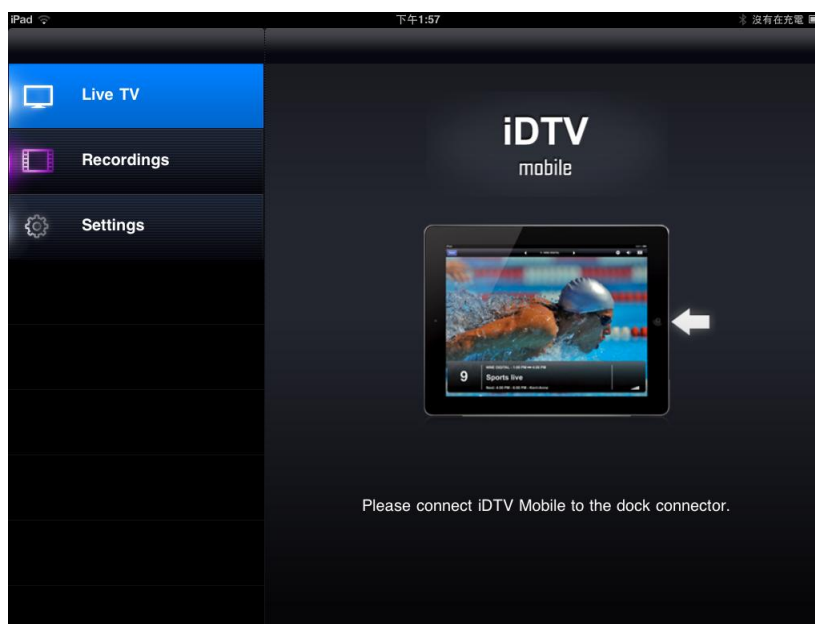 iPad
下午1:57
沒有在充電
Live TV
Recordings
Settings
iDTV
mobile
9
Sports live
Please connect iDTV Mobile to the dock connector.